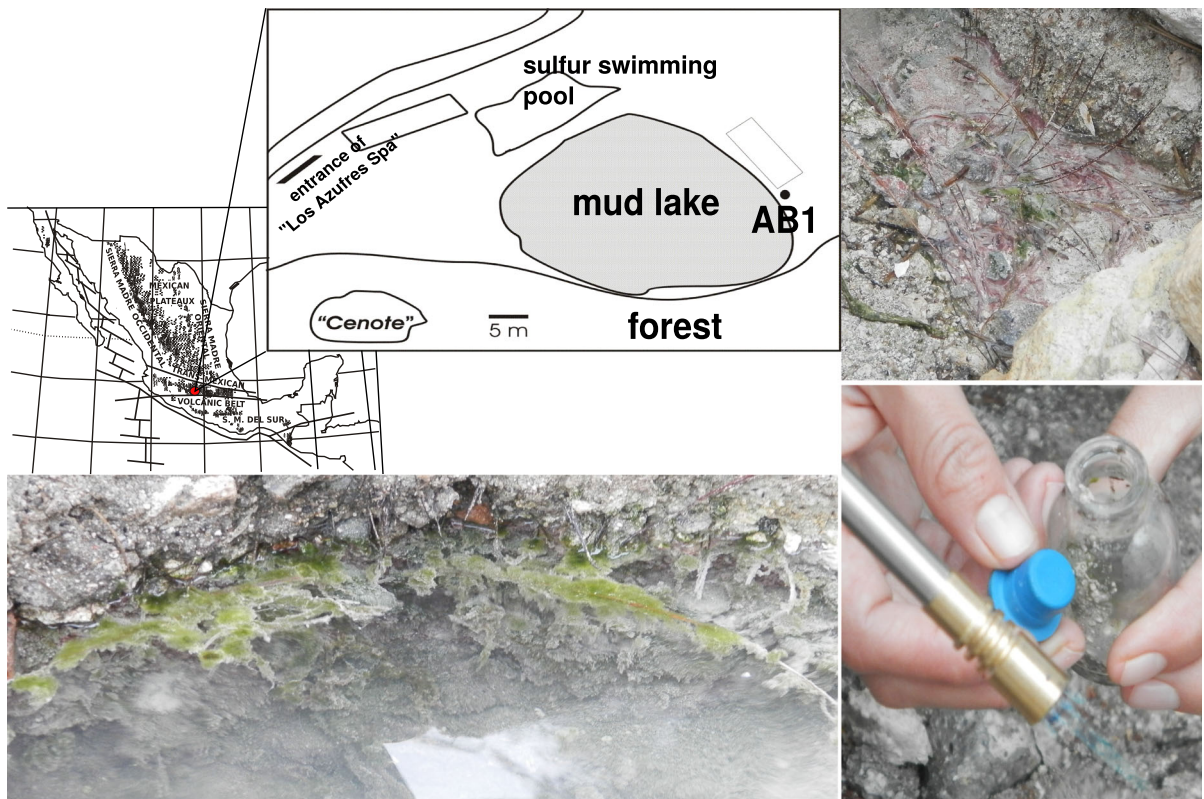 sulfur swimming
pool
entrance of
"Los Azufres Spa"
mud lake
AB1
"Cenote"
5 m
forest
SIERRA MADRE OCCIDENTAL
MEXICAN
PLATEAUX
SIERRA MADRE
ORIENTAL
TRANS MEXICAN
VOLCANIC BELT
S. M. DEL SUR